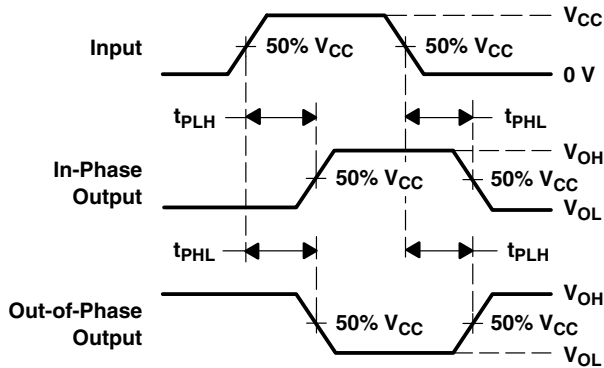 V_CC
Input
50% V_CC
50% V_CC
0 V
t_PLH
t_PHL
In-Phase
Output
V_OH
50% V_CC
50% V_CC
V_OL
t_PHL
t_PLH
Out-of-Phase
Output
V_OH
50% V_CC
50% V_CC
V_OL